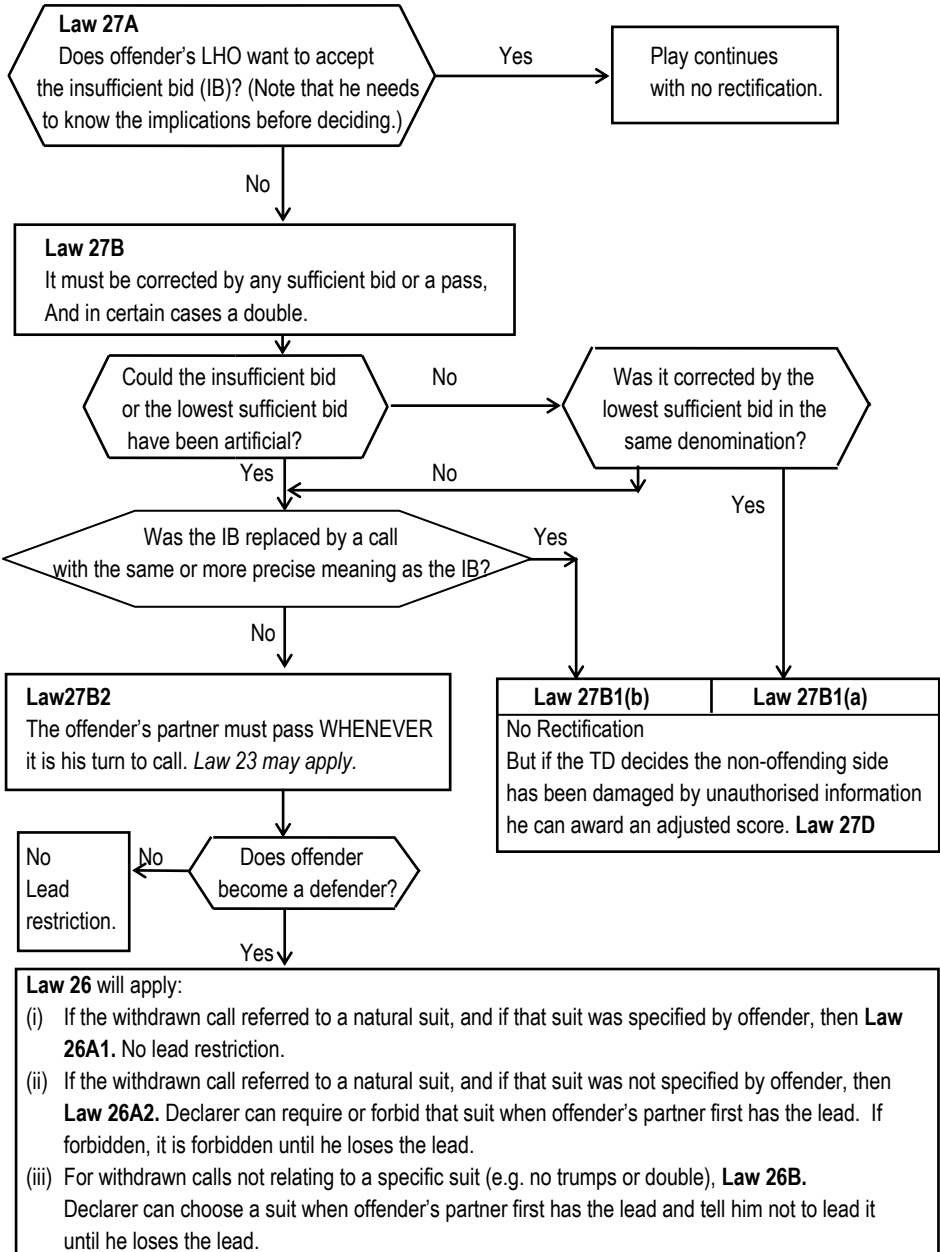 Law 27A
Does offender's LHO want to accept
the insufficient bid (IB)? (Note that he needs
to know the implications before deciding.)
Yes
Play continues
with no rectification.
No
Law 27B
It must be corrected by any sufficient bid or a pass,
And in certain cases a double.
Could the insufficient bid
or the lowest sufficient bid
have been artificial?
No
Was it corrected by the
lowest sufficient bid in the
same denomination?
Yes
No
Yes
Was the IB replaced by a call
with the same or more precise meaning as the IB?
Yes
No
Law27B2
The offender's partner must pass WHENEVER
it is his turn to call. Law 23 may apply.
Law 27B1(b)
Law 27B1(a)
No Rectification
But if the TD decides the non-offending side
has been damaged by unauthorised information
he can award an adjusted score. Law 27D
Does offender
become a defender?
No
No
Lead
restriction.
Yes
Law 26 will apply:
(i) If the withdrawn call referred to a natural suit, and if that suit was specified by offender, then Law
26A1. No lead restriction.
(ii) If the withdrawn call referred to a natural suit, and if that suit was not specified by offender, then
Law 26A2. Declarer can require or forbid that suit when offender's partner first has the lead. If
forbidden, it is forbidden until he loses the lead.
(iii) For withdrawn calls not relating to a specific suit (e.g. no trumps or double), Law 26B.
Declarer can choose a suit when offender's partner first has the lead and tell him not to lead it
until he loses the lead.